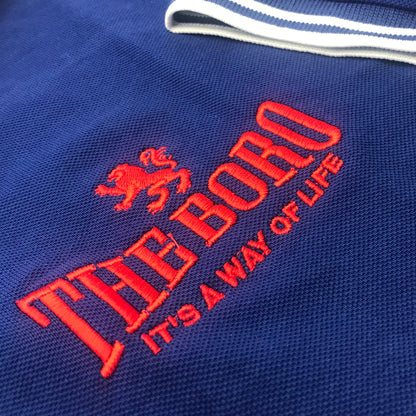 THE BORO
IT'S A WAY OF LIFE